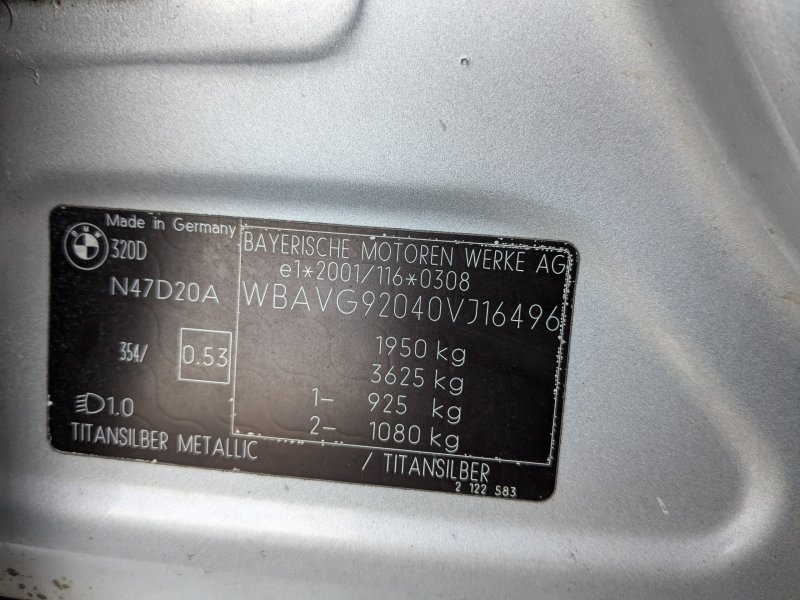 Made in Germany
BMW
320D
N47D20A
354/
0.53
1.0
TITANSILBER METALLIC
BAYERISCHE MOTOREN WERKE AG
e1*2001/116*0308
WBAVG92040VJ16496
1950 kg
3625 kg
1- 925 kg
2- 1080 kg
/ TITANSILBER
2 122 583